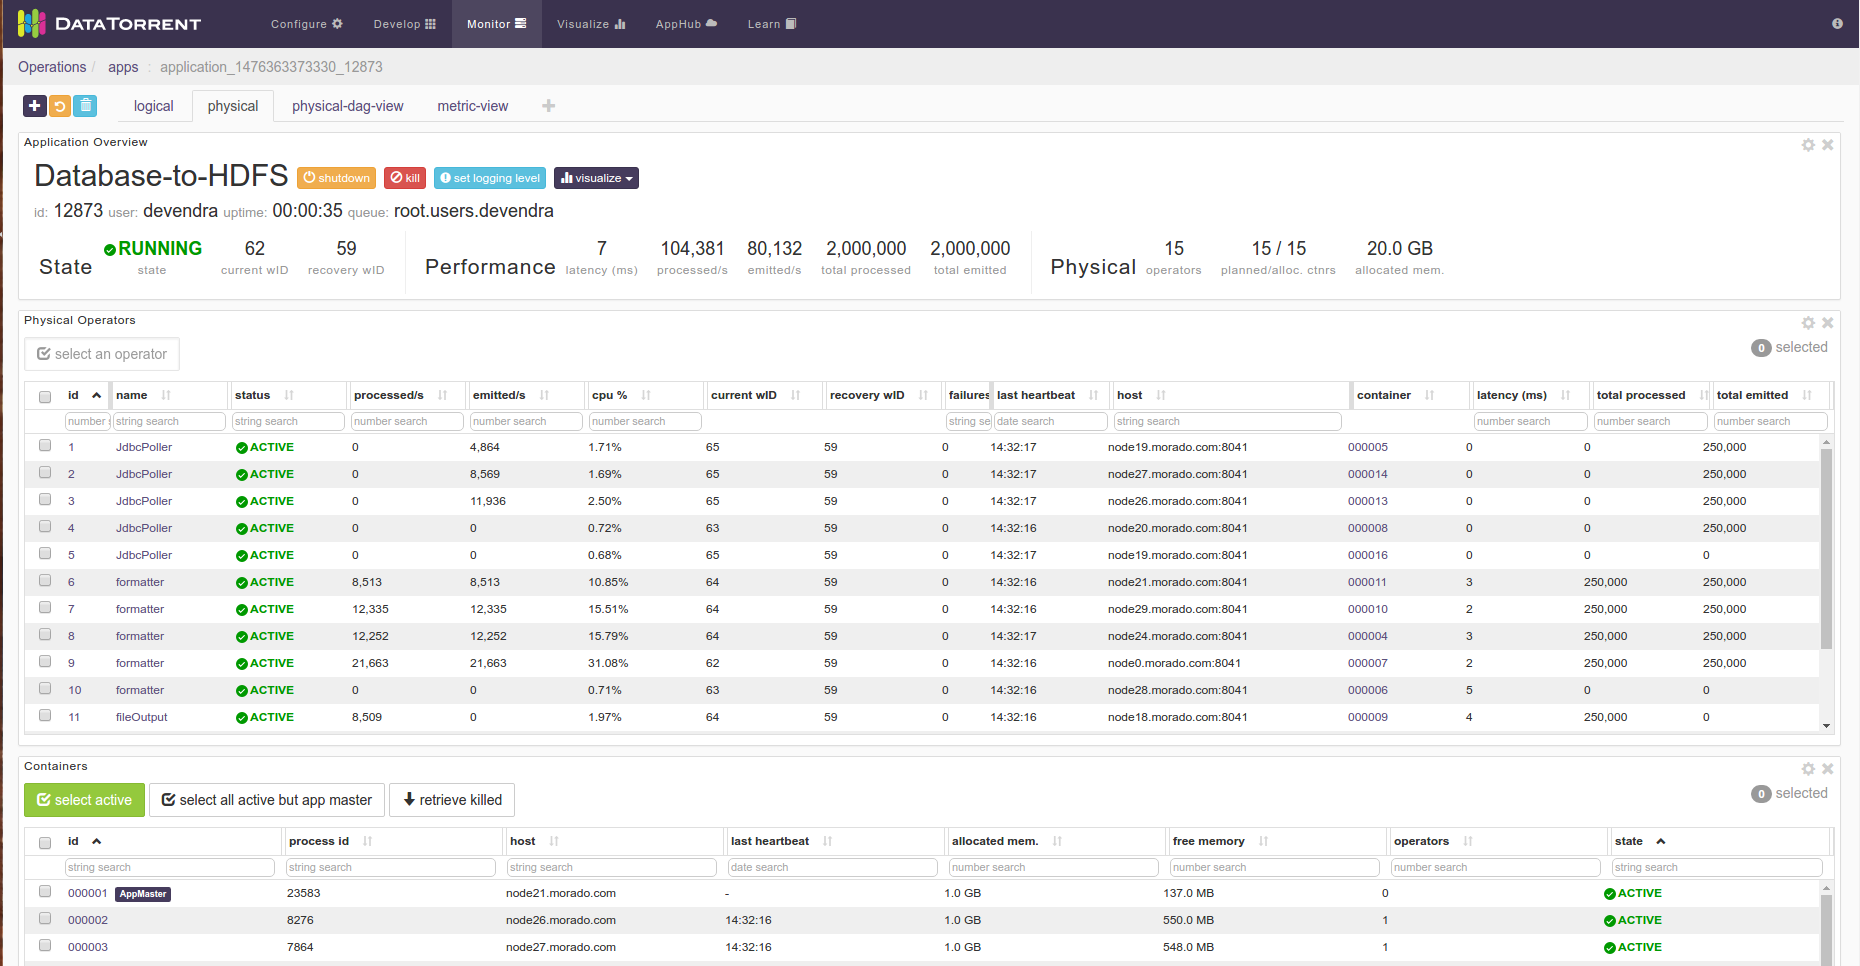 DATATORRENT Configure Develop Monitor Visualize AppHub Learn
Operations / apps application_1476363373330_12873
logical physical physical-dag-view metric-view
Application Overview
Database-to-HDFS shutdown kill set logging level visualize
id: 12873 user: devendra uptime: 00:00:35 queue: root.users.devendra
State RUNNING 62 59 Performance 7 104,381 80,132 2,000,000 2,000,000 Physical 15 15 / 15 20.0 GB
state current wID recovery wID latency (ms) processed/s emitted/s total processed total emitted operators planned/alloc. ctnrs allocated mem.
Physical Operators
select an operator 0 selected
id name status processed/s emitted/s cpu % current wID recovery wID failures last heartbeat host container latency (ms) total processed total emitted
number s string search string search number search number search number search string se date search string search number search number search number search
1 JdbcPoller ACTIVE 0 4,864 1.71% 65 59 0 14:32:17 node19.morado.com:8041 000005 0 0 250,000
2 JdbcPoller ACTIVE 0 8,569 1.69% 65 59 0 14:32:17 node27.morado.com:8041 000014 0 0 250,000
3 JdbcPoller ACTIVE 0 11,936 2.50% 65 59 0 14:32:17 node26.morado.com:8041 000013 0 0 250,000
4 JdbcPoller ACTIVE 0 0 0.72% 63 59 0 14:32:16 node20.morado.com:8041 000008 0 0 250,000
5 JdbcPoller ACTIVE 0 0 0.68% 65 59 0 14:32:17 node19.morado.com:8041 000016 0 0 0
6 formatter ACTIVE 8,513 8,513 10.85% 64 59 0 14:32:16 node21.morado.com:8041 000011 3 250,000 250,000
7 formatter ACTIVE 12,335 12,335 15.51% 64 59 0 14:32:16 node29.morado.com:8041 000010 2 250,000 250,000
8 formatter ACTIVE 12,252 12,252 15.79% 64 59 0 14:32:17 node24.morado.com:8041 000004 3 250,000 250,000
9 formatter ACTIVE 21,663 21,663 31.08% 62 59 0 14:32:16 node0.morado.com:8041 000007 2 250,000 250,000
10 formatter ACTIVE 0 0 0.71% 63 59 0 14:32:16 node28.morado.com:8041 000006 5 0 0
11 fileOutput ACTIVE 8,509 0 1.97% 64 59 0 14:32:16 node18.morado.com:8041 000009 4 250,000 0
Containers
select active select all active but app master retrieve killed 0 selected
id process id host last heartbeat allocated mem. free memory operators state
string search string search string search date search number search number search number search string search
000001 AppMaster 23583 node21.morado.com - 1.0 GB 137.0 MB 0 ACTIVE
000002 8276 node26.morado.com 14:32:16 1.0 GB 550.0 MB 1 ACTIVE
000003 7864 node27.morado.com 14:32:16 1.0 GB 548.0 MB 1 ACTIVE